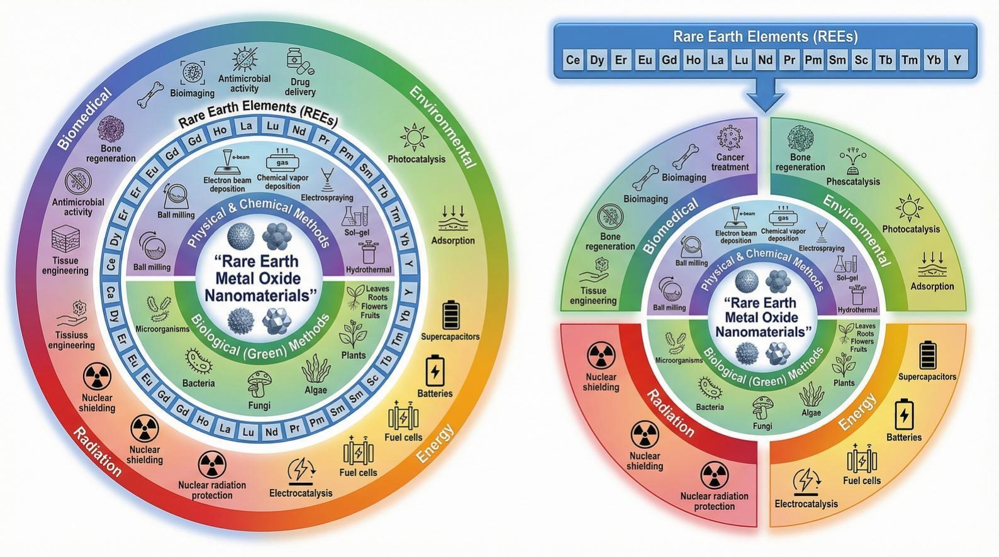 Biomedical
Environmental
Energy
Radiation
Bioimaging
Antimicrobial
activity
Drug
delivery
Bone
regeneration
Antimicrobial
activity
Tissue
engineering
Tissiuss
engineering
Photocatalysis
Adsorption
Supercapacitors
Batteries
Fuel cells
Fuel cells
Electrocatalysis
Nuclear radiation
protection
Nuclear
shielding
Nuclear
shielding
Rare Earth Elements (REEs)
Ce
Dy
Er
Er
Eu
Gd
Gd
Ho
La
Lu
Nd
Pr
Pm
Sm
Tb
Tm
Yb
Y
Y
Yb
Tm
Tb
Sc
Sm
Sm
Pm
Pr
Nd
Lu
La
Ho
Gd
Gd
Eu
Eu
Er
Dy
Ca
e-beam
Electron beam
deposition
gas
Chemical vapor
deposition
Electrospraying
Ball milling
Sol–gel
Ball milling
Hydrothermal
Physical & Chemical Methods
“Rare Earth
Metal Oxide
Nanomaterials”
Biological (Green) Methods
Microorganisms
Bacteria
Fungi
Algae
Plants
Leaves
Roots
Flowers
Fruits
Rare Earth Elements (REEs)
Ce Dy Er Eu Gd Ho La Lu Nd Pr Pm Sm Sc Tb Tm Yb Y
Cancer
treatment
Bioimaging
Bioimaging
Bone
regeneration
Tissue
engineering
Biomedical
Bone
regeneration
Phescatalysis
Photocatalysis
Adsorption
Environmental
e-beam
Electron beam
deposition
gas
Chemical vapor
deposition
Electrospraying
Ball milling
Sol–gel
Ball milling
Hydrothermal
Physical & Chemical Methods
“Rare Earth
Metal Oxide
Nanomaterials”
Biological (Green) Methods
Microorganisms
Bacteria
Fungi
Algae
Plants
Leaves
Roots
Flowers
Fruits
Radiation
Nuclear
shielding
Nuclear
shielding
Nuclear radiation
protection
Energy
Supercapacitors
Batteries
Fuel cells
Electrocatalysis